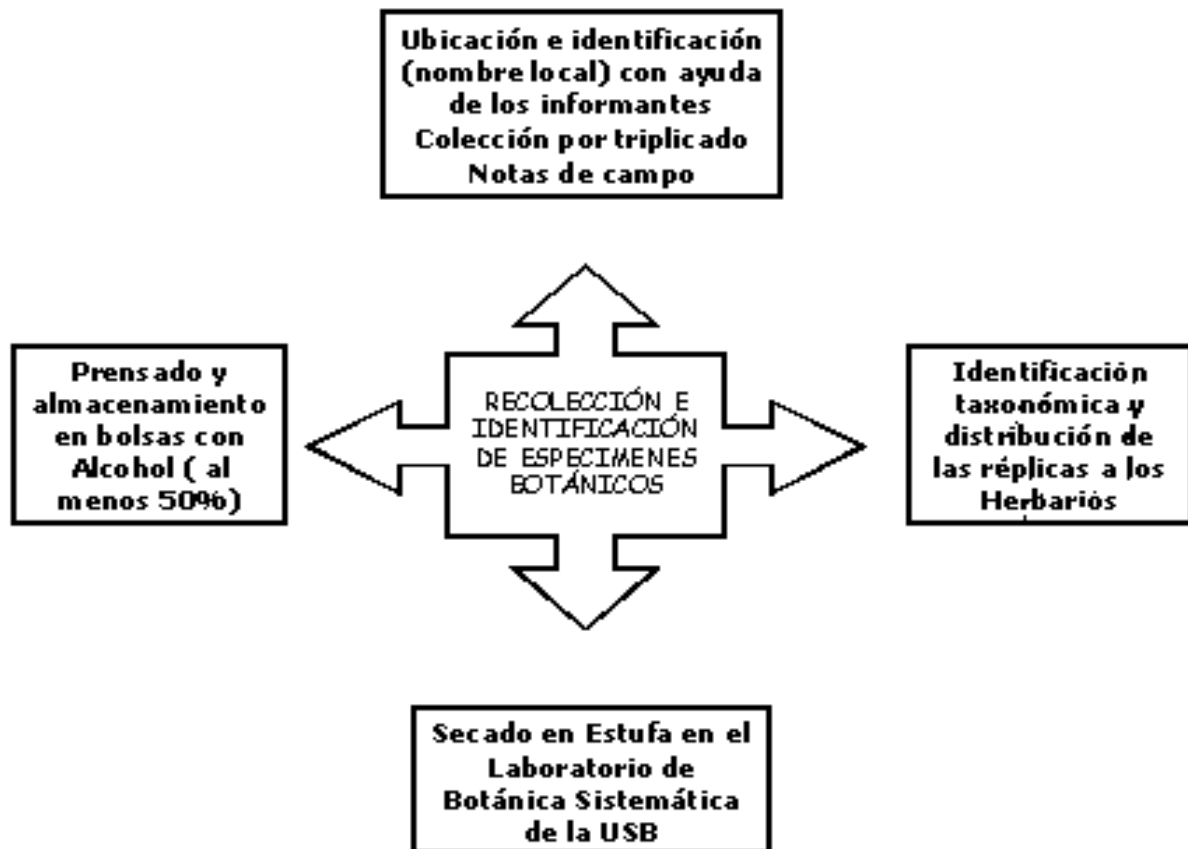 Ubicación e identificación
(nombre local) con ayuda
de los informantes
Colección por triplicado
Notas de campo
Prensado y
almacenamiento
en bolsas con
Alcohol ( al
menos 50%)
RECOLECCIÓN E
IDENTIFICACIÓN
DE ESPECIMENES
BOTÁNICOS
Identificación
taxonómica y
distribución de
las réplicas a los
Herbarios
Secado en Estufa en el
Laboratorio de
Botánica Sistemática
de la USB